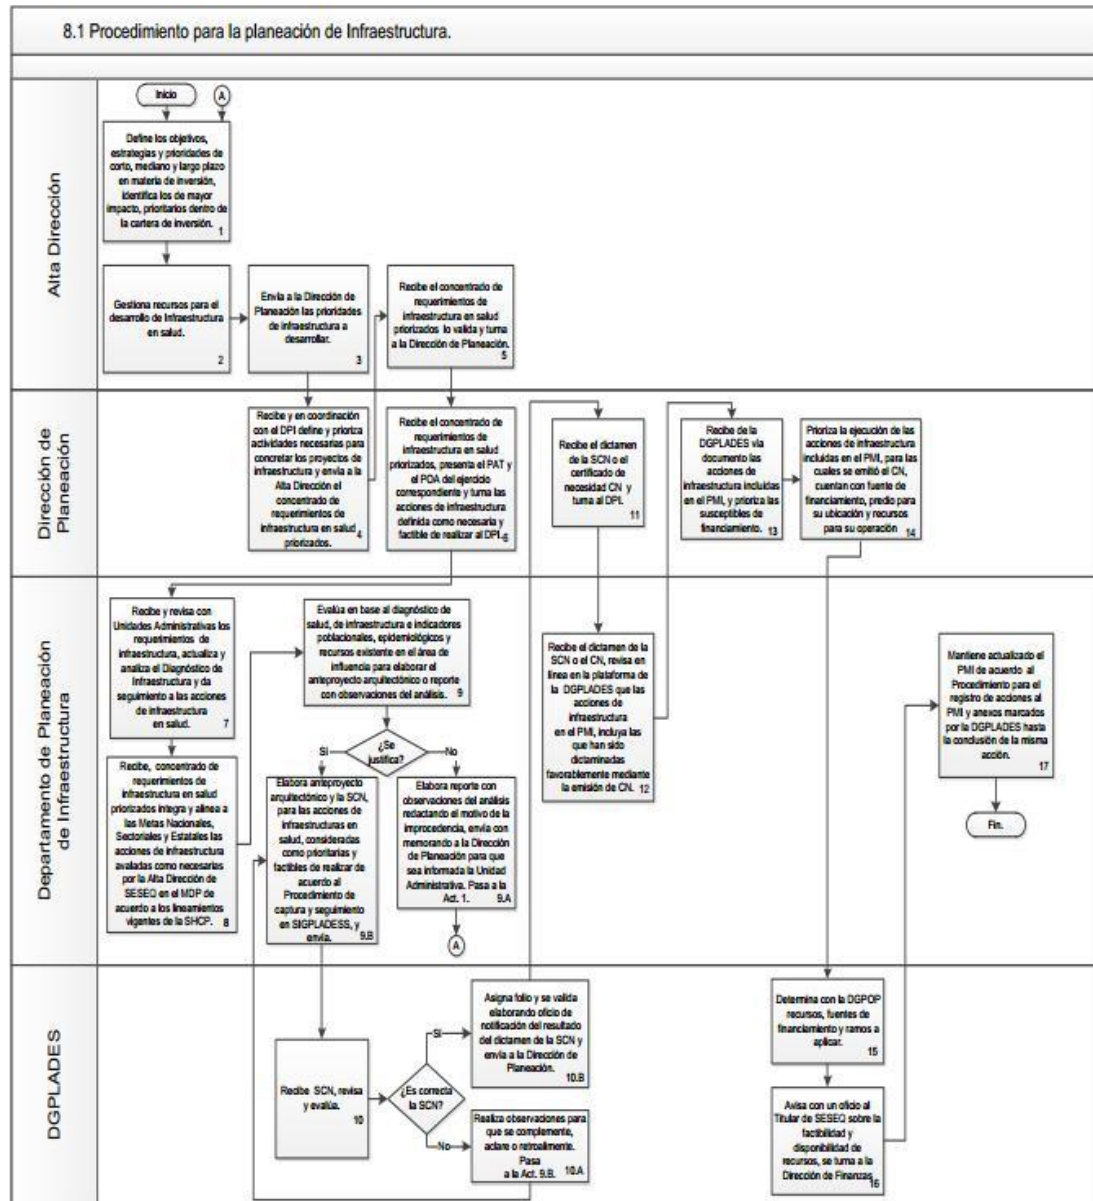 8.1 Procedimiento para la planeación de Infraestructura.
Alta Dirección
Inicio
A
Define los objetivos,
estrategias y prioridades de
corto, mediano y largo plazo
en materia de inversión,
identifica los de mayor
impacto, prioritarios dentro de
la cartera de inversión.
1
Gestiona recursos para el
desarrollo de Infraestructura
en salud.
2
Envía a la Dirección de
Planeación las prioridades
de infraestructura a
desarrollar.
3
Recibe el concentrado de
requerimientos de
infraestructura en salud
priorizados lo valida y turna
a la Dirección de Planeación.
5
Dirección de
Planeación
Recibe y en coordinación
con el DPI define y prioriza
actividades necesarias para
concretar los proyectos de
infraestructura y envía a la
Alta Dirección el
concentrado de
requerimientos de
infraestructura en salud
priorizados.
4
Recibe el concentrado de
requerimientos de
infraestructura en salud
priorizados, presenta el PAT y
el POA del ejercicio
correspondiente y turna las
acciones de infraestructura
definida como necesaria y
factible de realizar al DPI.
6
Recibe el dictamen
de la SCN o el
certificado de
necesidad CN y
turna al DPI.
11
Recibe de la
DGPLADES vía
documento las
acciones de
infraestructura incluidas
en el PMI, y prioriza las
susceptibles de
financiamiento.
13
Prioriza la ejecución de las
acciones de infraestructura
incluidas en el PMI, para las
cuales se emitió el CN,
cuentan con fuente de
financiamiento, predio para
su ubicación y recursos
para su operación
14
Departamento de Planeación
de Infraestructura
Recibe y revisa con
Unidades Administrativas los
requerimientos de
infraestructura, actualiza y
analiza el Diagnóstico de
Infraestructura y da
seguimiento a las acciones
de infraestructura
en salud.
7
Recibe, concentrado de
requerimientos de
infraestructura en salud
priorizados integra y alinea a
las Metas Nacionales,
Sectoriales y Estatales las
acciones de infraestructura
avaladas como necesarias
por la Alta Dirección de
SESEQ en el MDP de
acuerdo a los lineamientos
vigentes de la SHCP.
8
Evalúa en base al diagnóstico de
salud, de infraestructura e indicadores
poblacionales, epidemiológicos y
recursos existente en el área de
influencia para elaborar el
anteproyecto arquitectónico o reporte
con observaciones del análisis.
9
¿Se
justifica?
Sí
No
Elabora anteproyecto
arquitectónico y la SCN,
para las acciones de
infraestructuras en
salud, consideradas
como prioritarias y
factibles de realizar de
acuerdo al
Procedimiento de
captura y seguimiento
en SIGPLADESS, y
envía.
9.B
Elabora reporte con
observaciones del análisis
redactando el motivo de la
improcedencia, envía con
memorando a la Dirección
de Planeación para que
sea informada la Unidad
Administrativa. Pasa a la
Act. 1.
9.A
A
Recibe el dictamen de la
SCN o el CN, revisa en
línea en la plataforma de
la DGPLADES que las
acciones de
infraestructura
en el PMI, incluya las
que han sido
dictaminadas
favorablemente mediante
la emisión de CN.
12
Mantiene actualizado el
PMI de acuerdo al
Procedimiento para el
registro de acciones al
PMI y anexos marcados
por la DGPLADES hasta
la conclusión de la misma
acción.
17
Fin.
DGPLADES
Recibe SCN, revisa
y evalúa.
10
¿Es correcta
la SCN?
Sí
No
Asigna folio y se valida
elaborando oficio de
notificación del resultado
del dictamen de la SCN y
envía a la Dirección de
Planeación.
10.B
Realiza observaciones para
que se complemente,
aclare o retroalimente.
Pasa
a la Act. 9.B.
10.A
Determina con la DGPOP
recursos, fuentes de
financiamiento y ramos a
aplicar.
15
Avisa con un oficio al
Titular de SESEQ sobre la
factibilidad y
disponibilidad de
recursos, se turna a la
Dirección de Finanzas
16